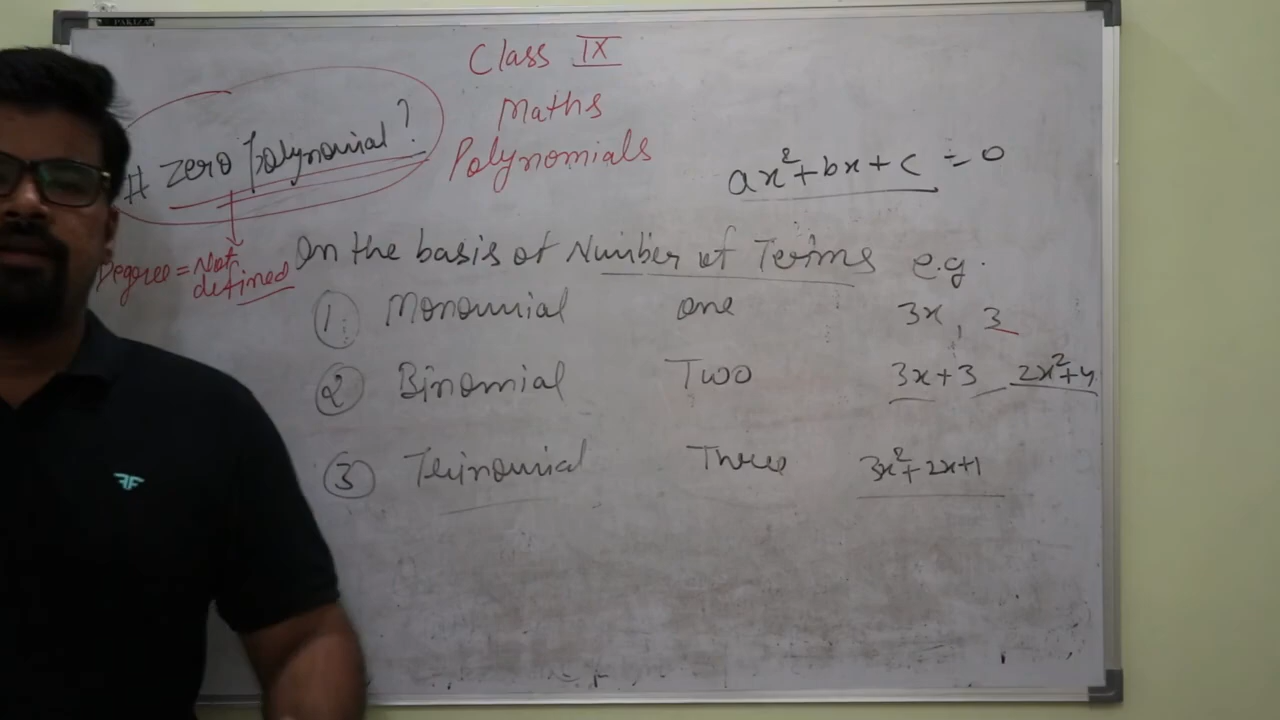 PAKIZA
Class IX
Maths
Polynomials
# zero polynomial?
Degree = Not
defined
ax²+bx+c = 0
On the basis of Number of Terms e.g.
1. Monomial one 3x, 3
2 Binomial Two 3x+3 2x²+4
3 Trinomial Three 3x²+2x+1